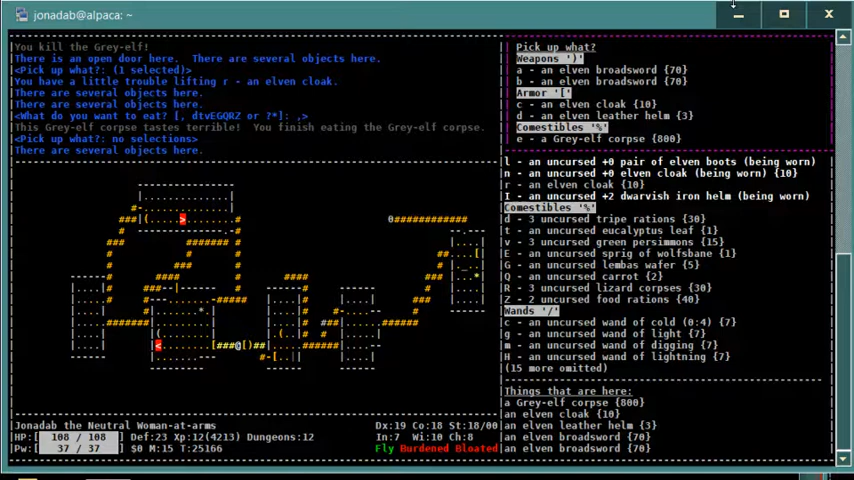 jonadab@alpaca: ~
You kill the Grey-elf!
There is an open door here.  There are several objects here.
<Pick up what?: (1 selected)>
You have a little trouble lifting r - an elven cloak.
There are several objects here.
There are several objects here.
<What do you want to eat? [, dtvEGQRZ or ?*]: ,>
This Grey-elf corpse tastes terrible!  You finish eating the Grey-elf corpse.
<Pick up what?: no selections>
There are several objects here.
Jonadab the Neutral Woman-at-arms
Dx:19 Co:18 St:18/00
HP:[ 108 / 108 ] Def:23 Xp:12(4213) Dungeons:12
In:7 Wi:10 Ch:8
Pw:[ 37 / 37 ] $0 M:15 T:25166
Fly Burdened Bloated
Pick up what?
Weapons ')'
a - an elven broadsword {70}
b - an elven broadsword {70}
Armor '['
c - an elven cloak {10}
d - an elven leather helm {3}
Comestibles '%'
e - a Grey-elf corpse {800}
l - an uncursed +0 pair of elven boots (being worn)
n - an uncursed +0 elven cloak (being worn) {10}
r - an elven cloak {10}
I - an uncursed +2 dwarvish iron helm (being worn)
Comestibles '%'
d - 3 uncursed tripe rations {30}
t - an uncursed eucalyptus leaf {1}
v - 3 uncursed green persimmons {15}
E - an uncursed sprig of wolfsbane {1}
G - an uncursed lembas wafer {5}
Q - an uncursed carrot {2}
R - 3 uncursed lizard corpses {30}
Z - 2 uncursed food rations {40}
Wands '/'
c - an uncursed wand of cold (0:4) {7}
g - an uncursed wand of light {7}
m - an uncursed wand of digging {7}
H - an uncursed wand of lightning {7}
(15 more omitted)
Things that are here:
a Grey-elf corpse {800}
an elven cloak {10}
an elven leather helm {3}
an elven broadsword {70}
an elven broadsword {70}